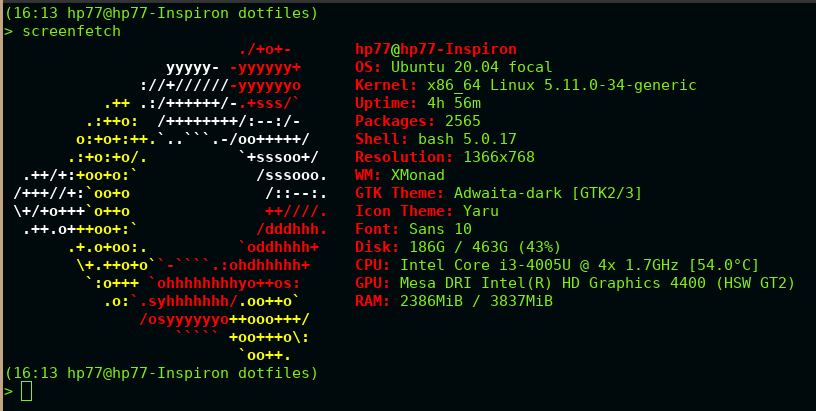 (16:13 hp77@hp77-Inspiron dotfiles)
> screenfetch
                          ./+o+-       hp77@hp77-Inspiron
                  yyyyy- -yyyyyy+      OS: Ubuntu 20.04 focal
               ://+//////-yyyyyyo      Kernel: x86_64 Linux 5.11.0-34-generic
           .++ .:/++++++/-.+sss/`      Uptime: 4h 56m
         .:++o:  /++++++++/:--:/-      Packages: 2565
        o:+o+:++.`..```.-/oo+++++/     Shell: bash 5.0.17
       .:+o:+o/.          `+sssoo+/    Resolution: 1366x768
  .++/+:+oo+o:`             /sssooo.   WM: XMonad
 /+++//+:`oo+o               /::--:.   GTK Theme: Adwaita-dark [GTK2/3]
 \+/+o+++`o++o               ++////.   Icon Theme: Yaru
  .++.o+++oo+:`             /dddhhh.   Font: Sans 10
       .+.o+oo:.          `oddhhhh+    Disk: 186G / 463G (43%)
        \+.++o+o``-````.:ohdhhhhh+     CPU: Intel Core i3-4005U @ 4x 1.7GHz [54.0°C]
         `:o+++ `ohhhhhhhhyo++os:      GPU: Mesa DRI Intel(R) HD Graphics 4400 (HSW GT2)
           .o:`.syhhhhhhh/.oo++o`      RAM: 2386MiB / 3837MiB
               /osyyyyyyo++ooo+++/
                   ````` +oo+++o\:
                          `oo++.
(16:13 hp77@hp77-Inspiron dotfiles)
>